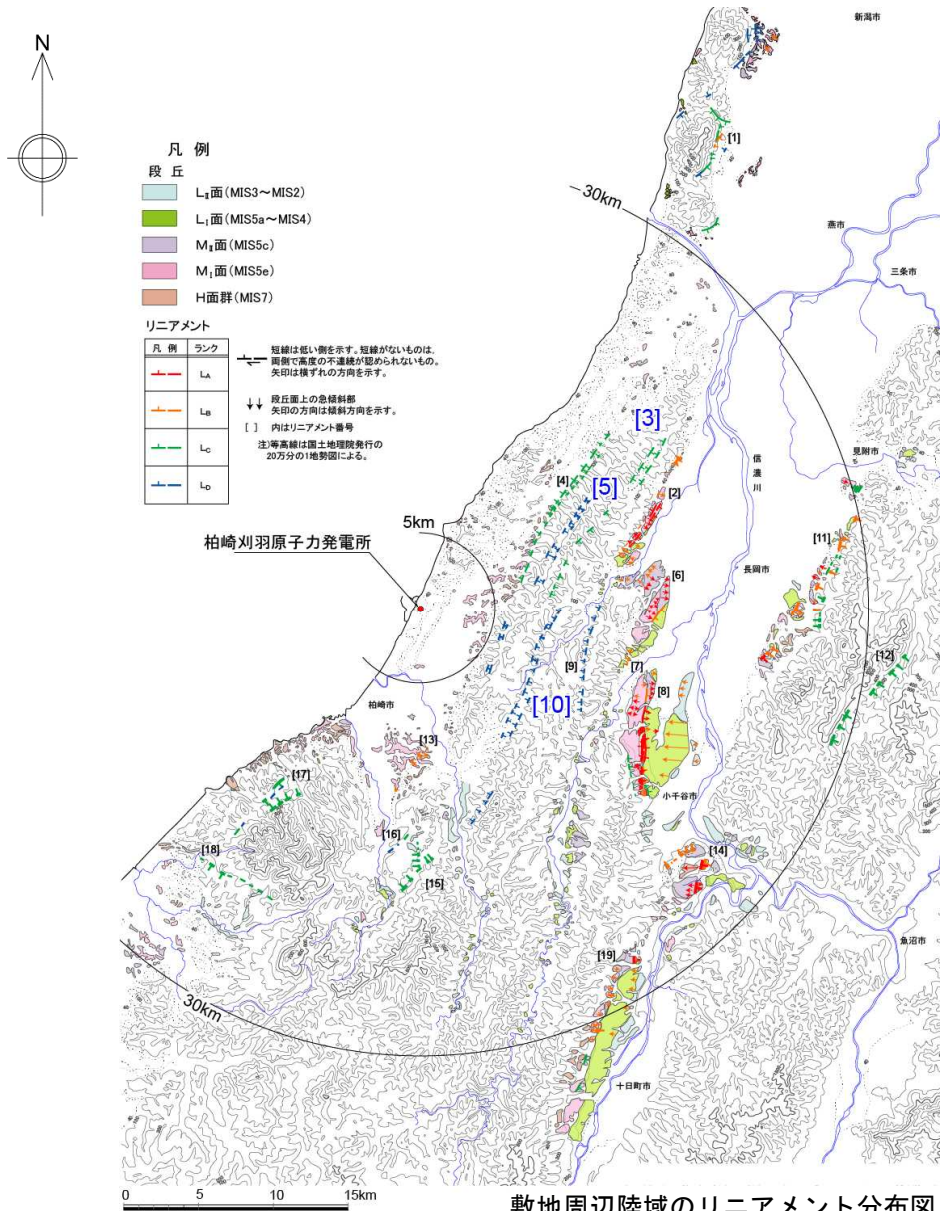 新潟市
N
凡 例
段 丘
LⅡ面(MIS3～MIS2)
LⅠ面(MIS5a～MIS4)
MⅡ面(MIS5c)
MⅠ面(MIS5e)
H面群(MIS7)
リニアメント
凡 例 ランク
LA
LB
LC
LD
短線は低い側を示す。短線がないものは、
両側で高度の不連続が認められないもの。
矢印は横ずれの方向を示す。
段丘面上の急傾斜部
矢印の方向は傾斜方向を示す。
[ ] 内はリニアメント番号
注)等高線は国土地理院発行の
20万分の1地勢図による。
[1]
30km
燕市
三条市
[3]
見附市
[4]
[5]
信濃川
[2]
5km
柏崎刈羽原子力発電所
[11]
長岡市
[6]
[12]
[9]
[7]
[8]
[10]
柏崎市
[13]
[17]
小千谷市
[16]
[14]
[18]
[15]
魚沼市
[19]
30km
十日町市
0 5 10 15km
敷地周辺陸域のリニアメント分布図